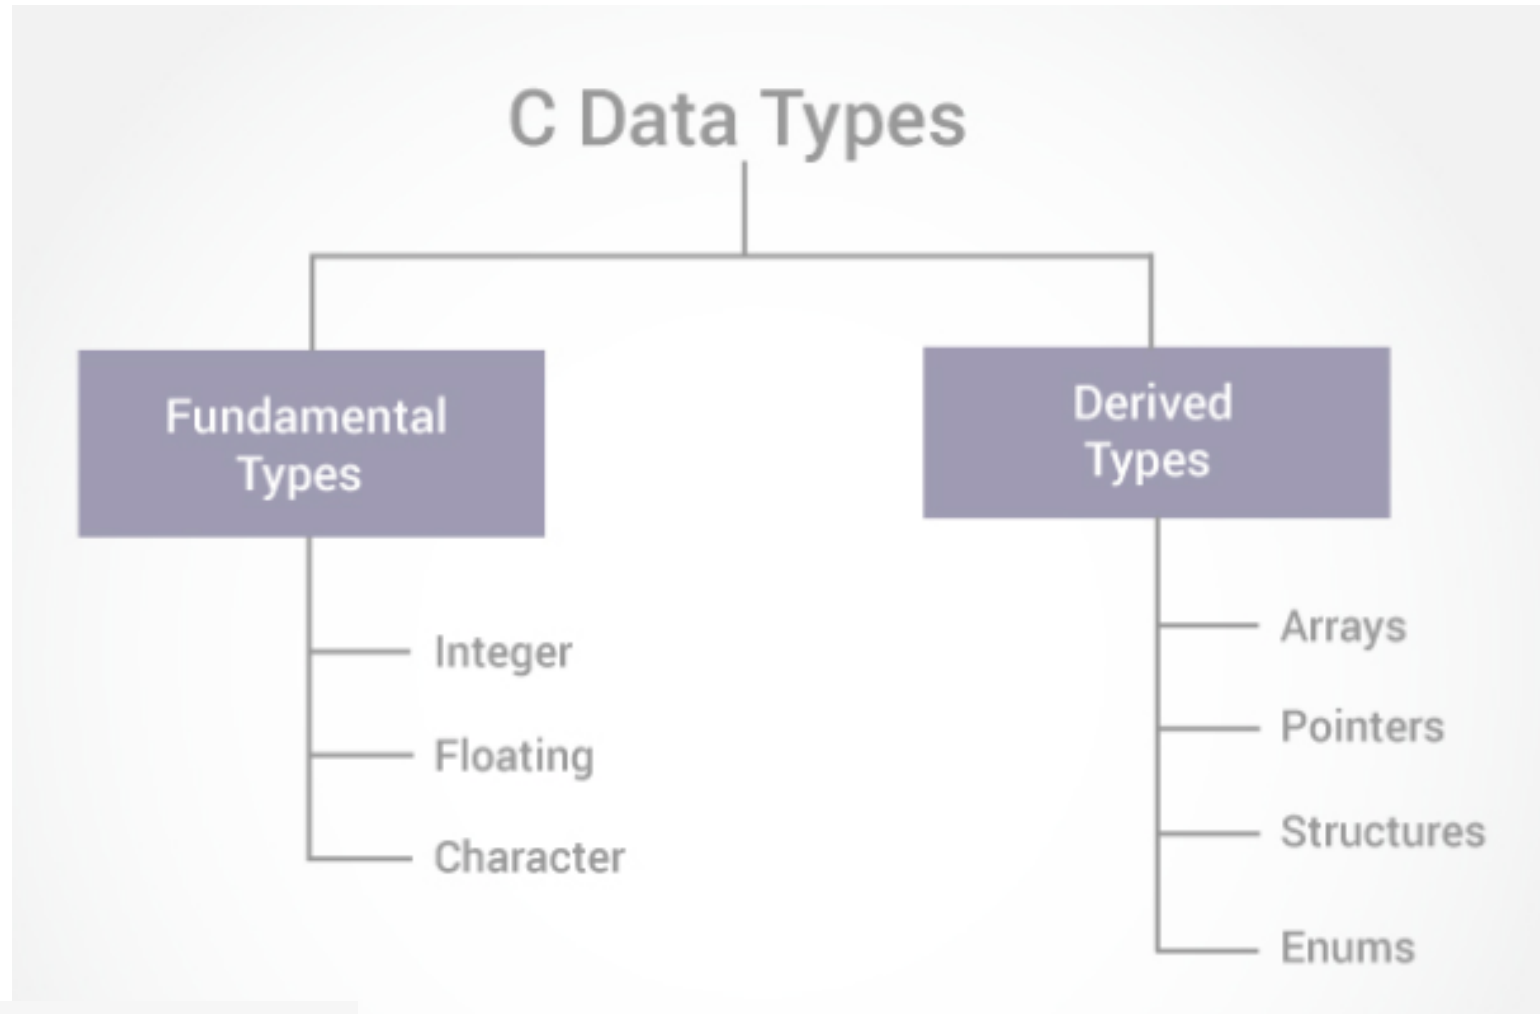 C Data Types
Fundamental
Types
Integer
Floating
Character
Derived
Types
Arrays
Pointers
Structures
Enums